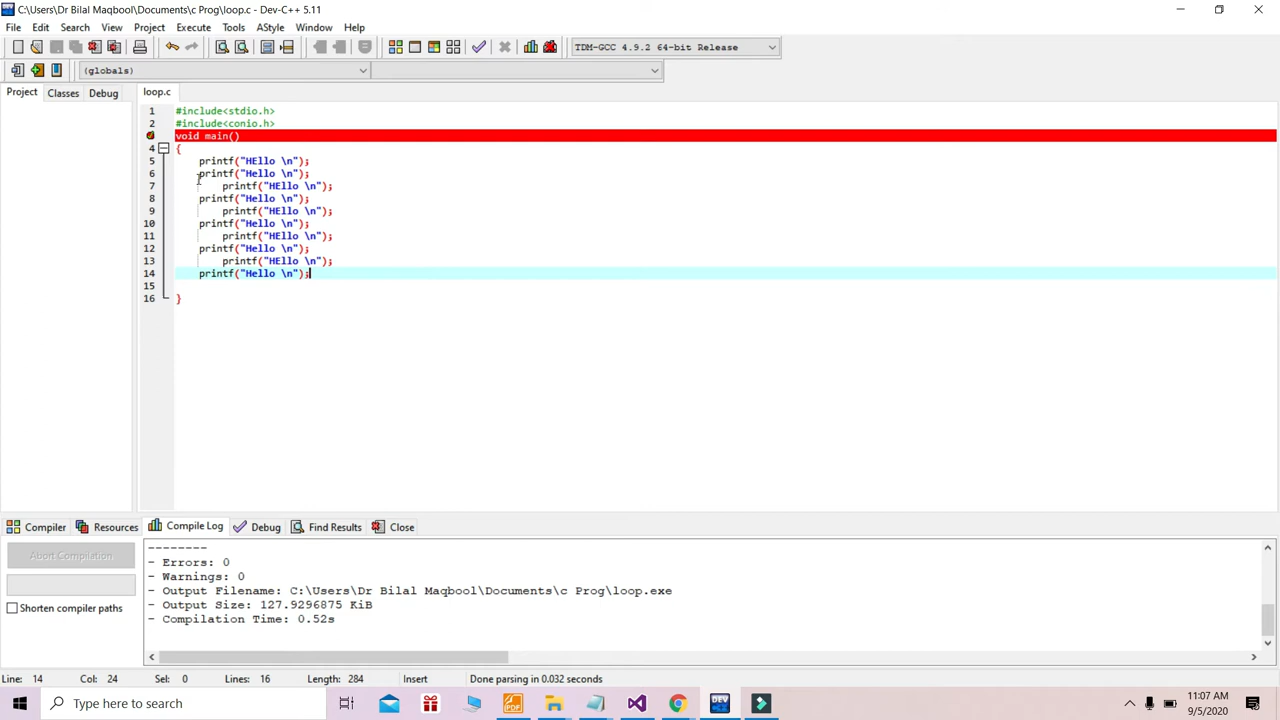 C:\Users\Dr Bilal Maqbool\Documents\c Prog\loop.c - Dev-C++ 5.11
File Edit Search View Project Execute Tools AStyle Window Help
TDM-GCC 4.9.2 64-bit Release
(globals)
Project Classes Debug loop.c
1 #include<stdio.h>
2 #include<conio.h>
void main()
4 {
5 printf("HEllo \n");
6 printf("Hello \n");
7 printf("HEllo \n");
8 printf("Hello \n");
9 printf("HEllo \n");
10 printf("Hello \n");
11 printf("HEllo \n");
12 printf("Hello \n");
13 printf("HEllo \n");
14 printf("Hello \n");
15
16 }
Compiler Resources Compile Log Debug Find Results Close
Abort Compilation
Shorten compiler paths
--------
- Errors: 0
- Warnings: 0
- Output Filename: C:\Users\Dr Bilal Maqbool\Documents\c Prog\loop.exe
- Output Size: 127.9296875 KiB
- Compilation Time: 0.52s
Line: 14 Col: 24 Sel: 0 Lines: 16 Length: 284 Insert Done parsing in 0.032 seconds
Type here to search
11:07 AM
9/5/2020